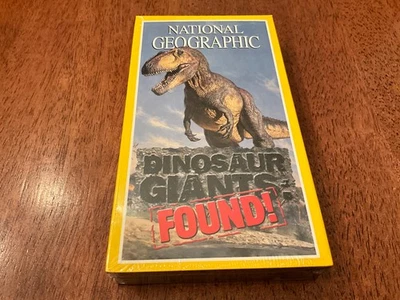 NATIONAL
GEOGRAPHIC
DINOSAUR
GIANTS
FOUND!